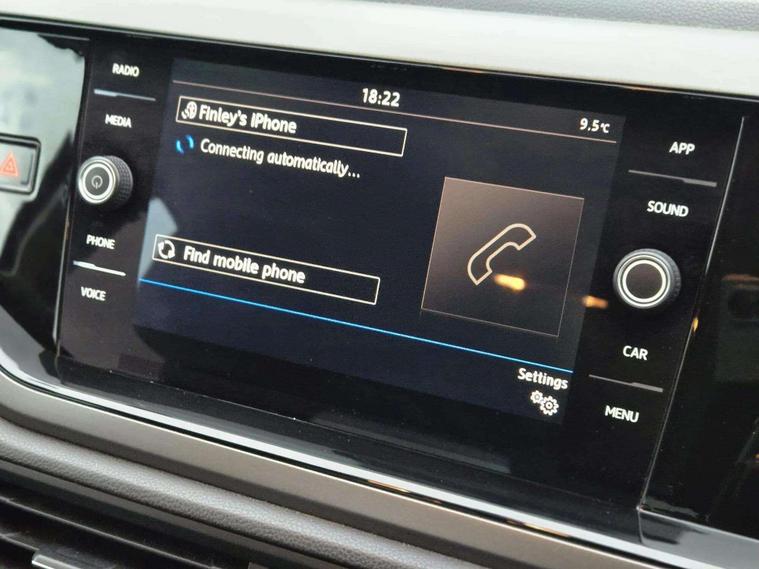 RADIO
MEDIA
PHONE
VOICE
18:22
9.5°C
Finley's iPhone
Connecting automatically...
Find mobile phone
Settings
APP
SOUND
CAR
MENU